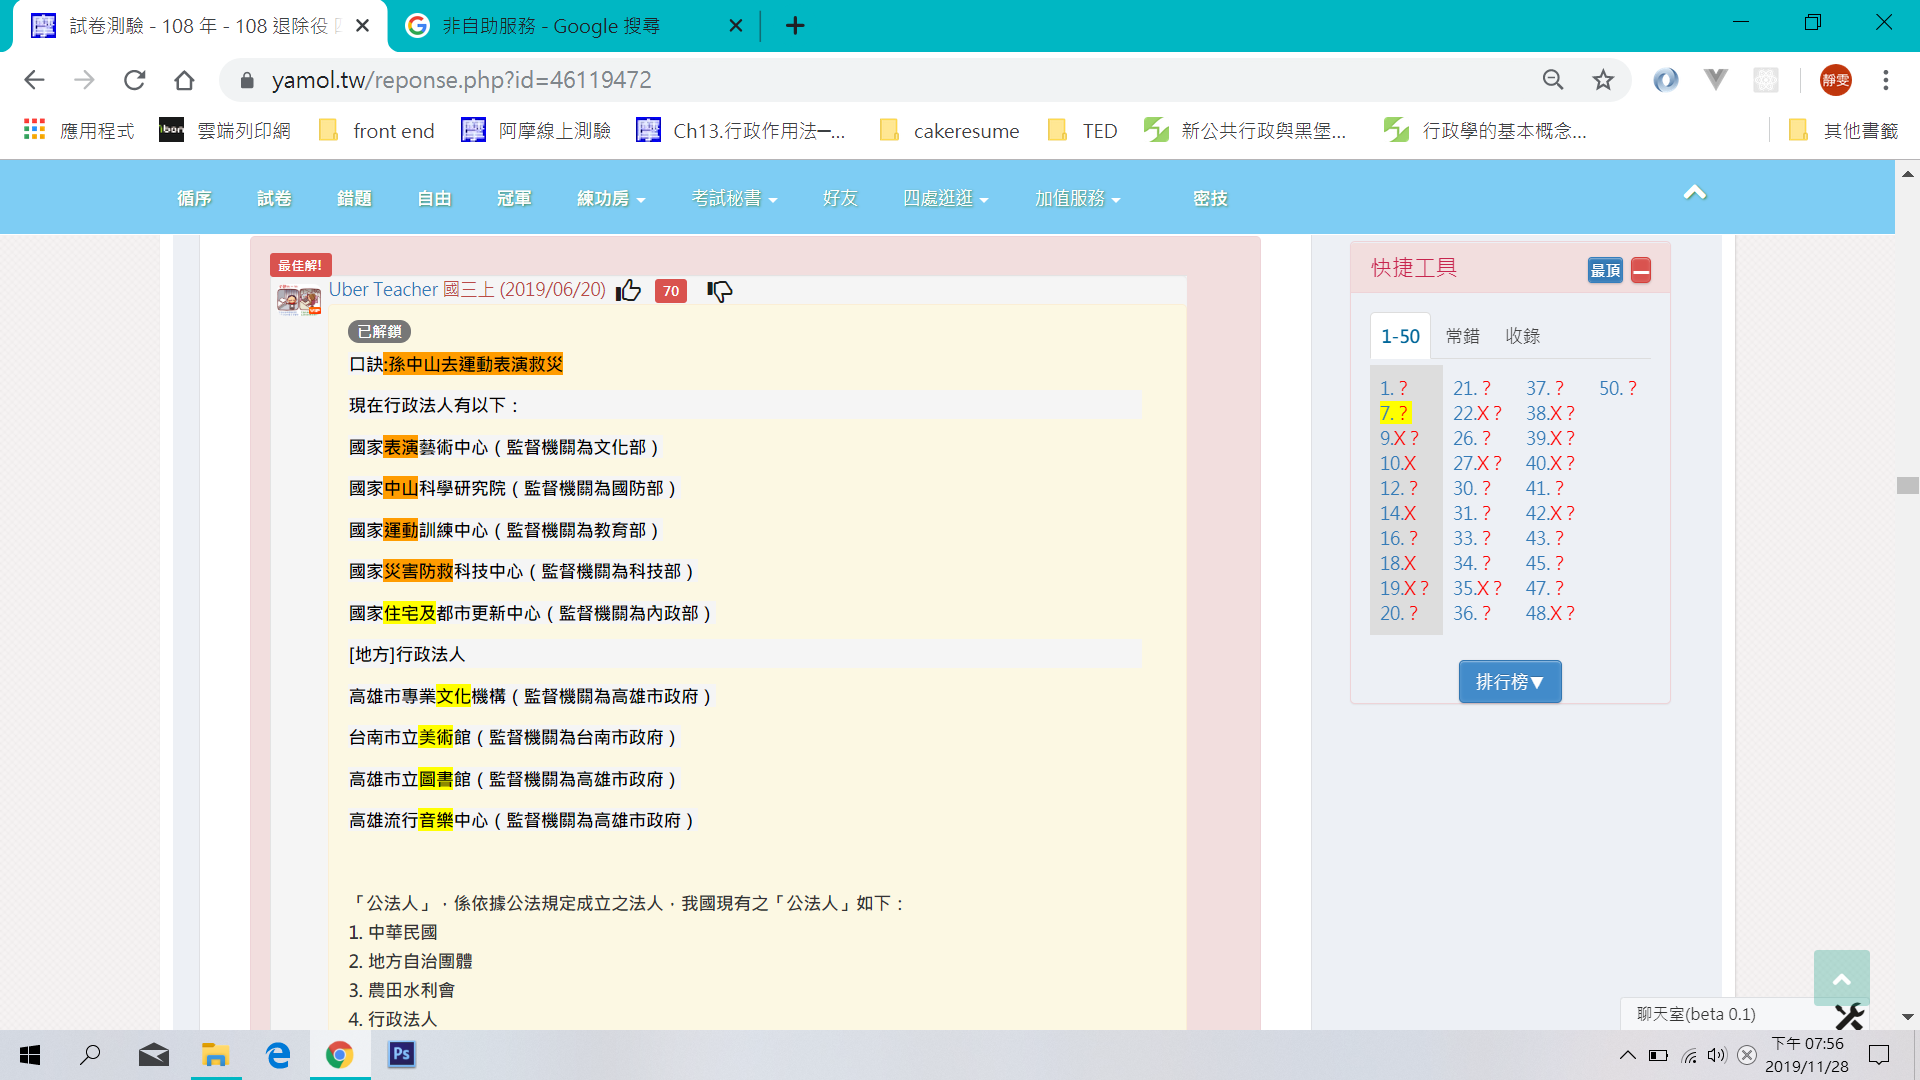 試卷測驗 - 108 年 - 108 退除役
非自助服務 - Google 搜尋
yamol.tw/reponse.php?id=46119472
靜雯
應用程式
ibon
雲端列印網
front end
阿摩線上測驗
Ch13.行政作用法—...
cakeresume
TED
新公共行政與黑堡...
行政學的基本概念...
其他書籤
循序
試卷
錯題
自由
冠軍
練功房
考試秘書
好友
四處逛逛
加值服務
密技
最佳解!
Uber Teacher 國三上 (2019/06/20)
70
已解鎖
口訣:孫中山去運動表演救災
現在行政法人有以下：
國家表演藝術中心（監督機關為文化部）
國家中山科學研究院（監督機關為國防部）
國家運動訓練中心（監督機關為教育部）
國家災害防救科技中心（監督機關為科技部）
國家住宅及都市更新中心（監督機關為內政部）
[地方]行政法人
高雄市專業文化機構（監督機關為高雄市政府）
台南市立美術館（監督機關為台南市政府）
高雄市立圖書館（監督機關為高雄市政府）
高雄流行音樂中心（監督機關為高雄市政府）
「公法人」，係依據公法規定成立之法人，我國現有之「公法人」如下：
1. 中華民國
2. 地方自治團體
3. 農田水利會
4. 行政法人
快捷工具
最頂
1-50
常錯
收錄
1. ?
7. ?
9.X ?
10.X
12. ?
14.X
16. ?
18.X
19.X ?
20. ?
21. ?
22.X ?
26. ?
27.X ?
30. ?
31. ?
33. ?
34. ?
35.X ?
36. ?
37. ?
38.X ?
39.X ?
40.X ?
41. ?
42.X ?
43. ?
45. ?
47. ?
48.X ?
50. ?
排行榜▼
聊天室(beta 0.1)
Ps
下午 07:56
2019/11/28